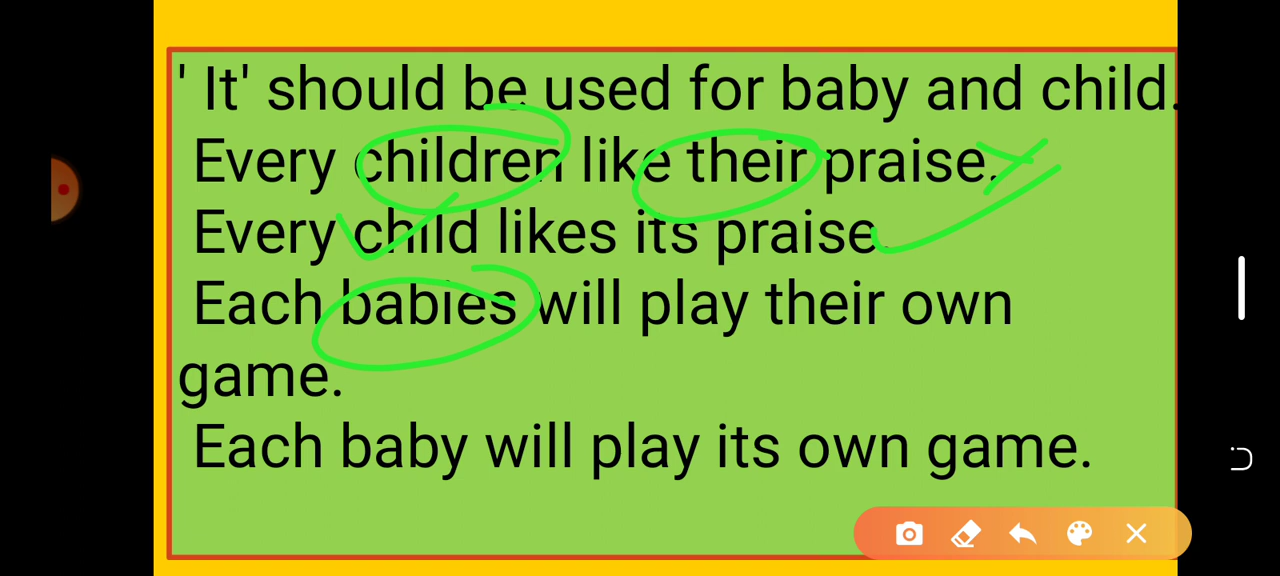 ' It' should be used for baby and child.
Every children like their praise.
Every child likes its praise.
Each babies will play their own
game.
Each baby will play its own game.